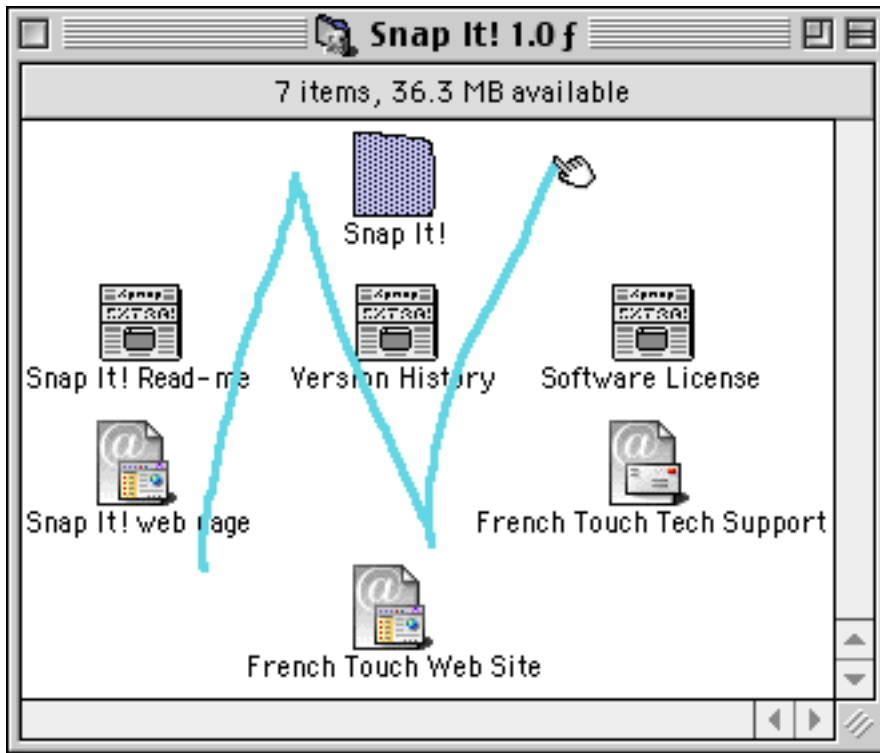 Snap It! 1.0 ƒ
7 items, 36.3 MB available
Snap It!
Snap It! Read-me
Version History
Software License
Snap It! web page
French Touch Tech Support
French Touch Web Site